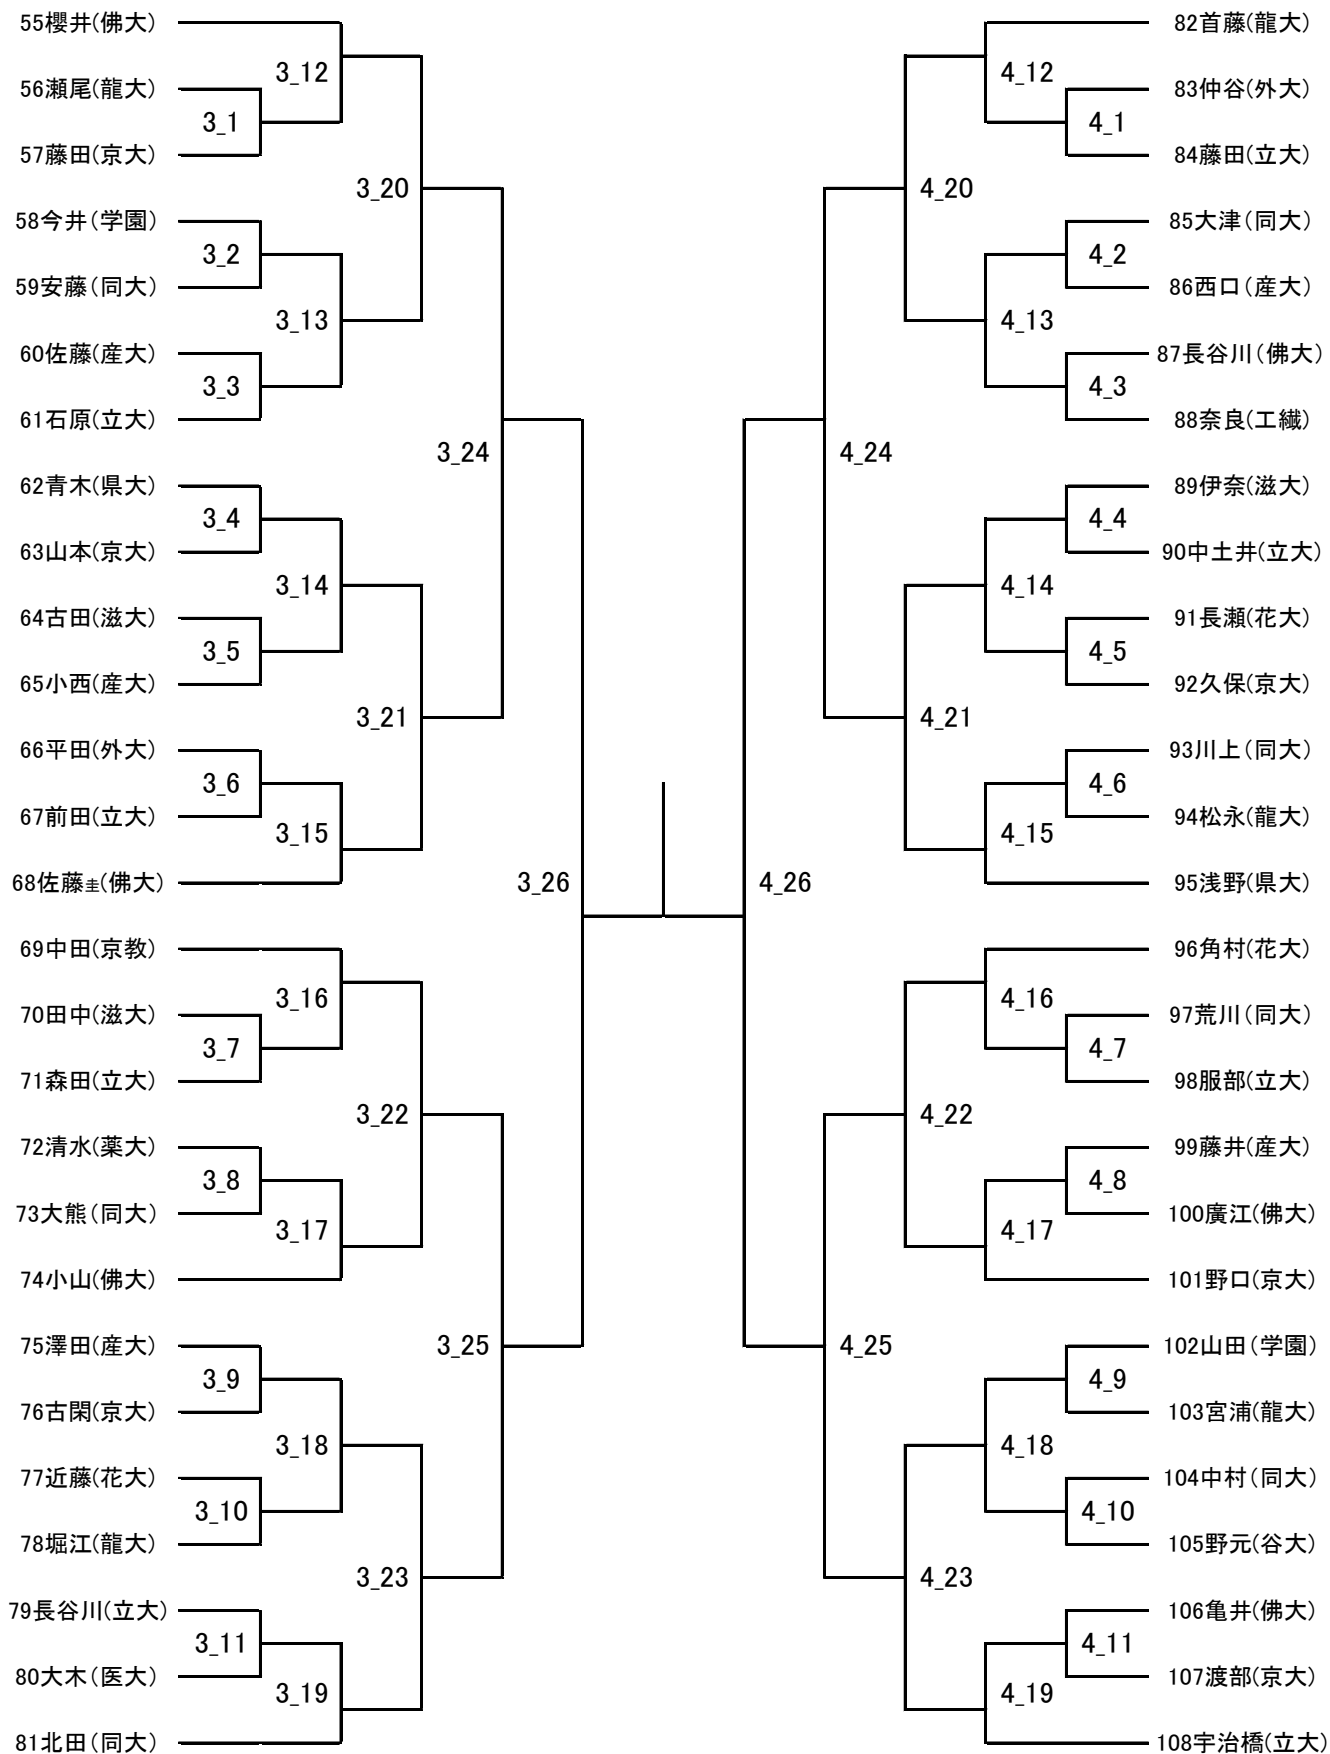 55櫻井(佛大)
3_12
56瀬尾(龍大)
3_1
57藤田(京大)
3_20
58今井(学園)
3_2
59安藤(同大)
3_13
60佐藤(産大)
3_3
61石原(立大)
3_24
62青木(県大)
3_4
63山本(京大)
3_14
64古田(滋大)
3_5
65小西(産大)
3_21
66平田(外大)
3_6
67前田(立大)
3_15
68佐藤圭(佛大)
3_26
69中田(京教)
3_16
70田中(滋大)
3_7
71森田(立大)
3_22
72清水(薬大)
3_8
73大熊(同大)
3_17
74小山(佛大)
75澤田(産大)
3_25
3_9
76古閑(京大)
3_18
77近藤(花大)
3_10
78堀江(龍大)
3_23
79長谷川(立大)
3_11
80大木(医大)
3_19
81北田(同大)
82首藤(龍大)
4_12
83仲谷(外大)
4_1
84藤田(立大)
4_20
85大津(同大)
4_2
86西口(産大)
4_13
87長谷川(佛大)
4_3
88奈良(工繊)
4_24
89伊奈(滋大)
4_4
90中土井(立大)
4_14
91長瀬(花大)
4_5
92久保(京大)
4_21
93川上(同大)
4_6
94松永(龍大)
4_15
95浅野(県大)
4_26
96角村(花大)
4_16
97荒川(同大)
4_7
98服部(立大)
4_22
99藤井(産大)
4_8
100廣江(佛大)
4_17
101野口(京大)
102山田(学園)
4_25
4_9
103宮浦(龍大)
4_18
104中村(同大)
4_10
105野元(谷大)
4_23
106亀井(佛大)
4_11
107渡部(京大)
4_19
108宇治橋(立大)